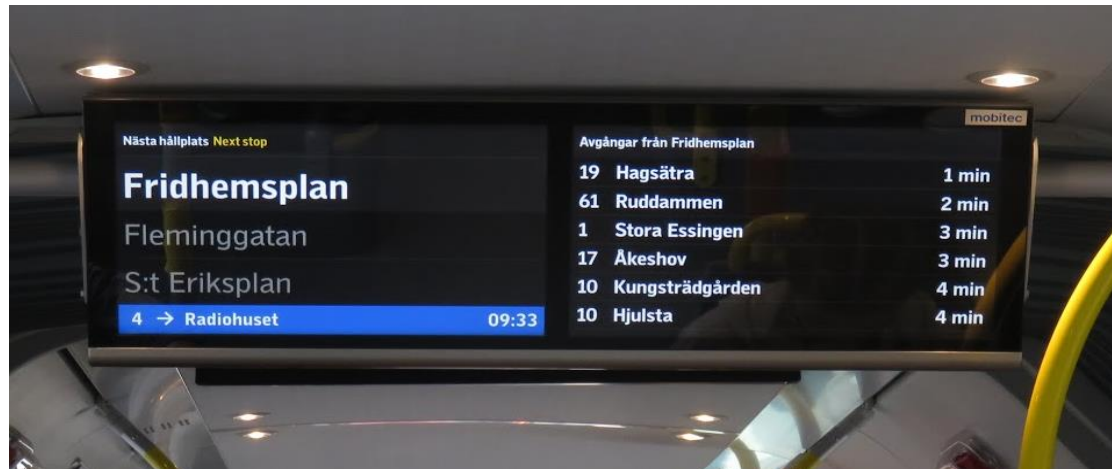 mobitec
Nästa hållplats Next stop
Fridhemsplan
Fleminggatan
S:t Eriksplan
4 → Radiohuset 09:33
Avgångar från Fridhemsplan
19 Hagsätra 1 min
61 Ruddammen 2 min
1 Stora Essingen 3 min
17 Åkeshov 3 min
10 Kungsträdgården 4 min
10 Hjulsta 4 min